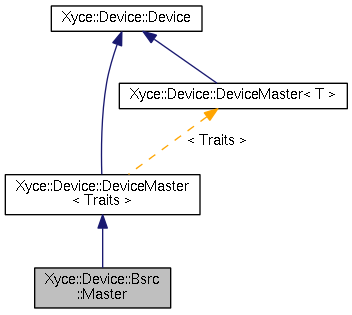 Xyce::Device::Device
Xyce::Device::DeviceMaster< T >
< Traits >
Xyce::Device::DeviceMaster
< Traits >
Xyce::Device::Bsrc
::Master